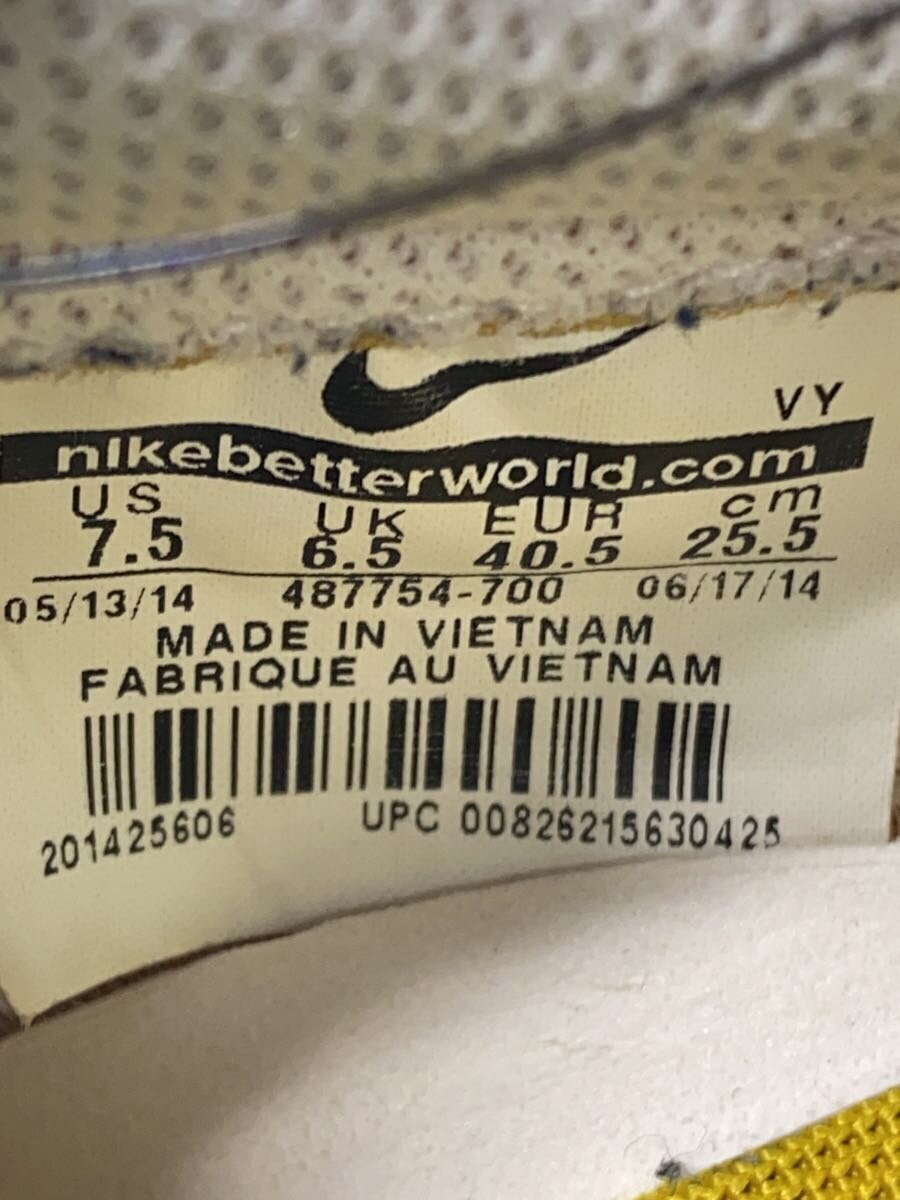 VY
nikebetterworld.com
US UK EUR cm
7.5 6.5 40.5 25.5
05/13/14 487754-700 06/17/14
MADE IN VIETNAM
FABRIQUE AU VIETNAM
201425606 UPC 00826215630425